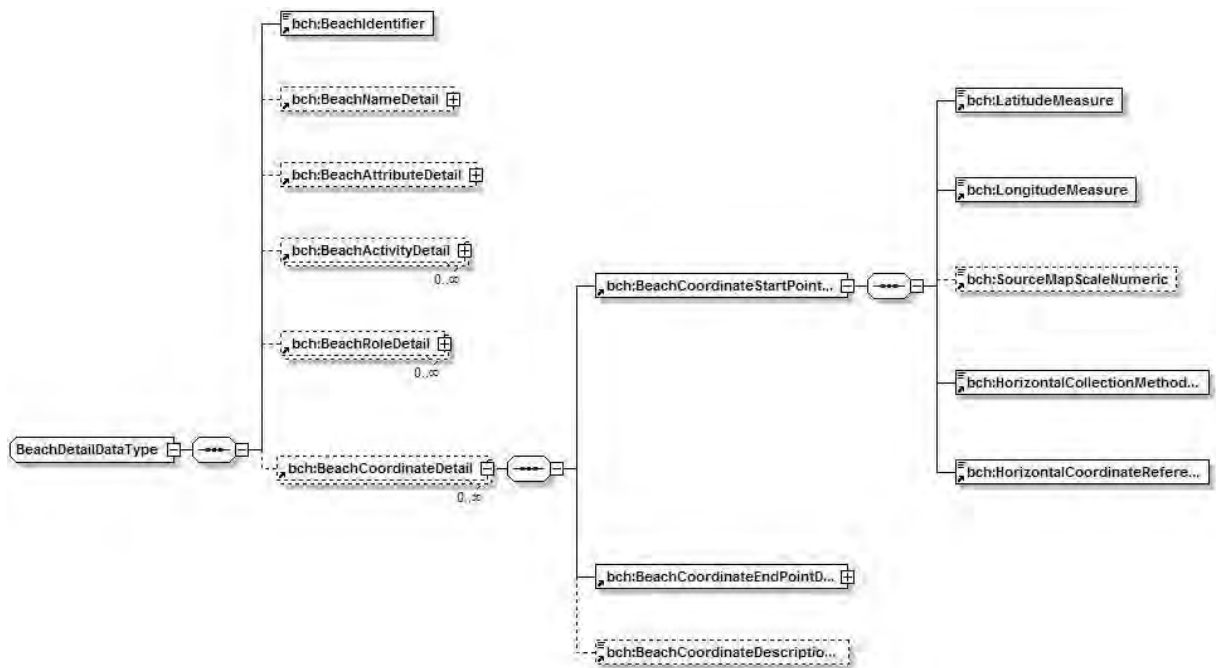 bch:BeachIdentifier
bch:BeachNameDetail
bch:BeachAttributeDetail
bch:BeachActivityDetail
0..∞
bch:BeachRoleDetail
0..∞
BeachDetailDataType
bch:BeachCoordinateDetail
0..∞
bch:BeachCoordinateStartPoint...
bch:BeachCoordinateEndPointD...
bch:BeachCoordinateDescriptio...
bch:LatitudeMeasure
bch:LongitudeMeasure
bch:SourceMapScaleNumeric
bch:HorizontalCollectionMethod...
bch:HorizontalCoordinateRefere...